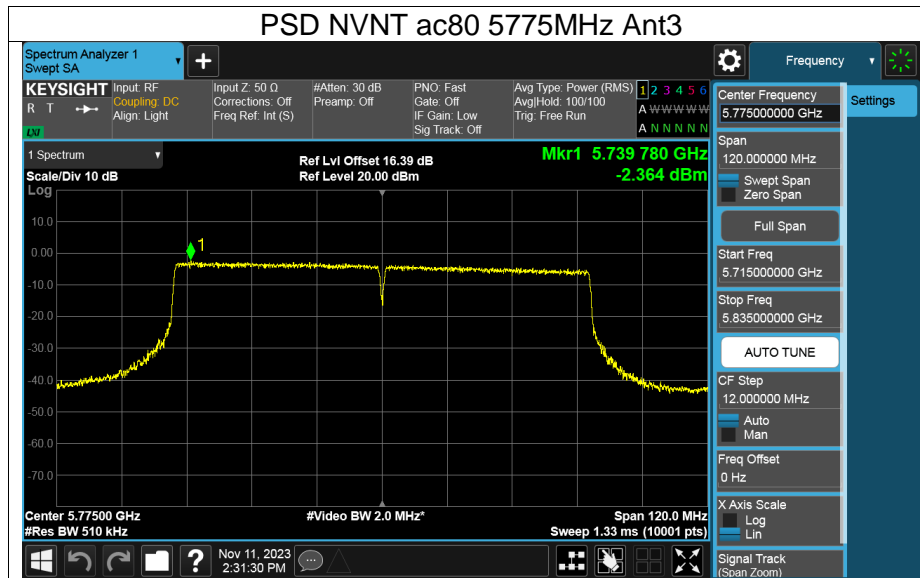 PSD NVNT ac80 5775MHz Ant3
Spectrum Analyzer 1
Swept SA
+
Frequency
KEYSIGHT
R T
LXI
Input: RF
Coupling: DC
Align: Light
Input Z: 50 Ω
Corrections: Off
Freq Ref: Int (S)
#Atten: 30 dB
Preamp: Off
PNO: Fast
Gate: Off
IF Gain: Low
Sig Track: Off
Avg Type: Power (RMS)
Avg|Hold: 100/100
Trig: Free Run
1 2 3 4 5 6
A W W W W W
A N N N N N
1 Spectrum
Scale/Div 10 dB
Ref Lvl Offset 16.39 dB
Ref Level 20.00 dBm
Mkr1 5.739 780 GHz
-2.364 dBm
Log
10.0
0.00
-10.0
-20.0
-30.0
-40.0
-50.0
-60.0
-70.0
1
Center 5.77500 GHz
#Res BW 510 kHz
#Video BW 2.0 MHz*
Span 120.0 MHz
Sweep 1.33 ms (10001 pts)
Center Frequency
5.775000000 GHz
Span
120.000000 MHz
Swept Span
Zero Span
Full Span
Start Freq
5.715000000 GHz
Stop Freq
5.835000000 GHz
AUTO TUNE
CF Step
12.000000 MHz
Auto
Man
Freq Offset
0 Hz
X Axis Scale
Log
Lin
Signal Track
(Span Zoom)
Settings
?
Nov 11, 2023
2:31:30 PM